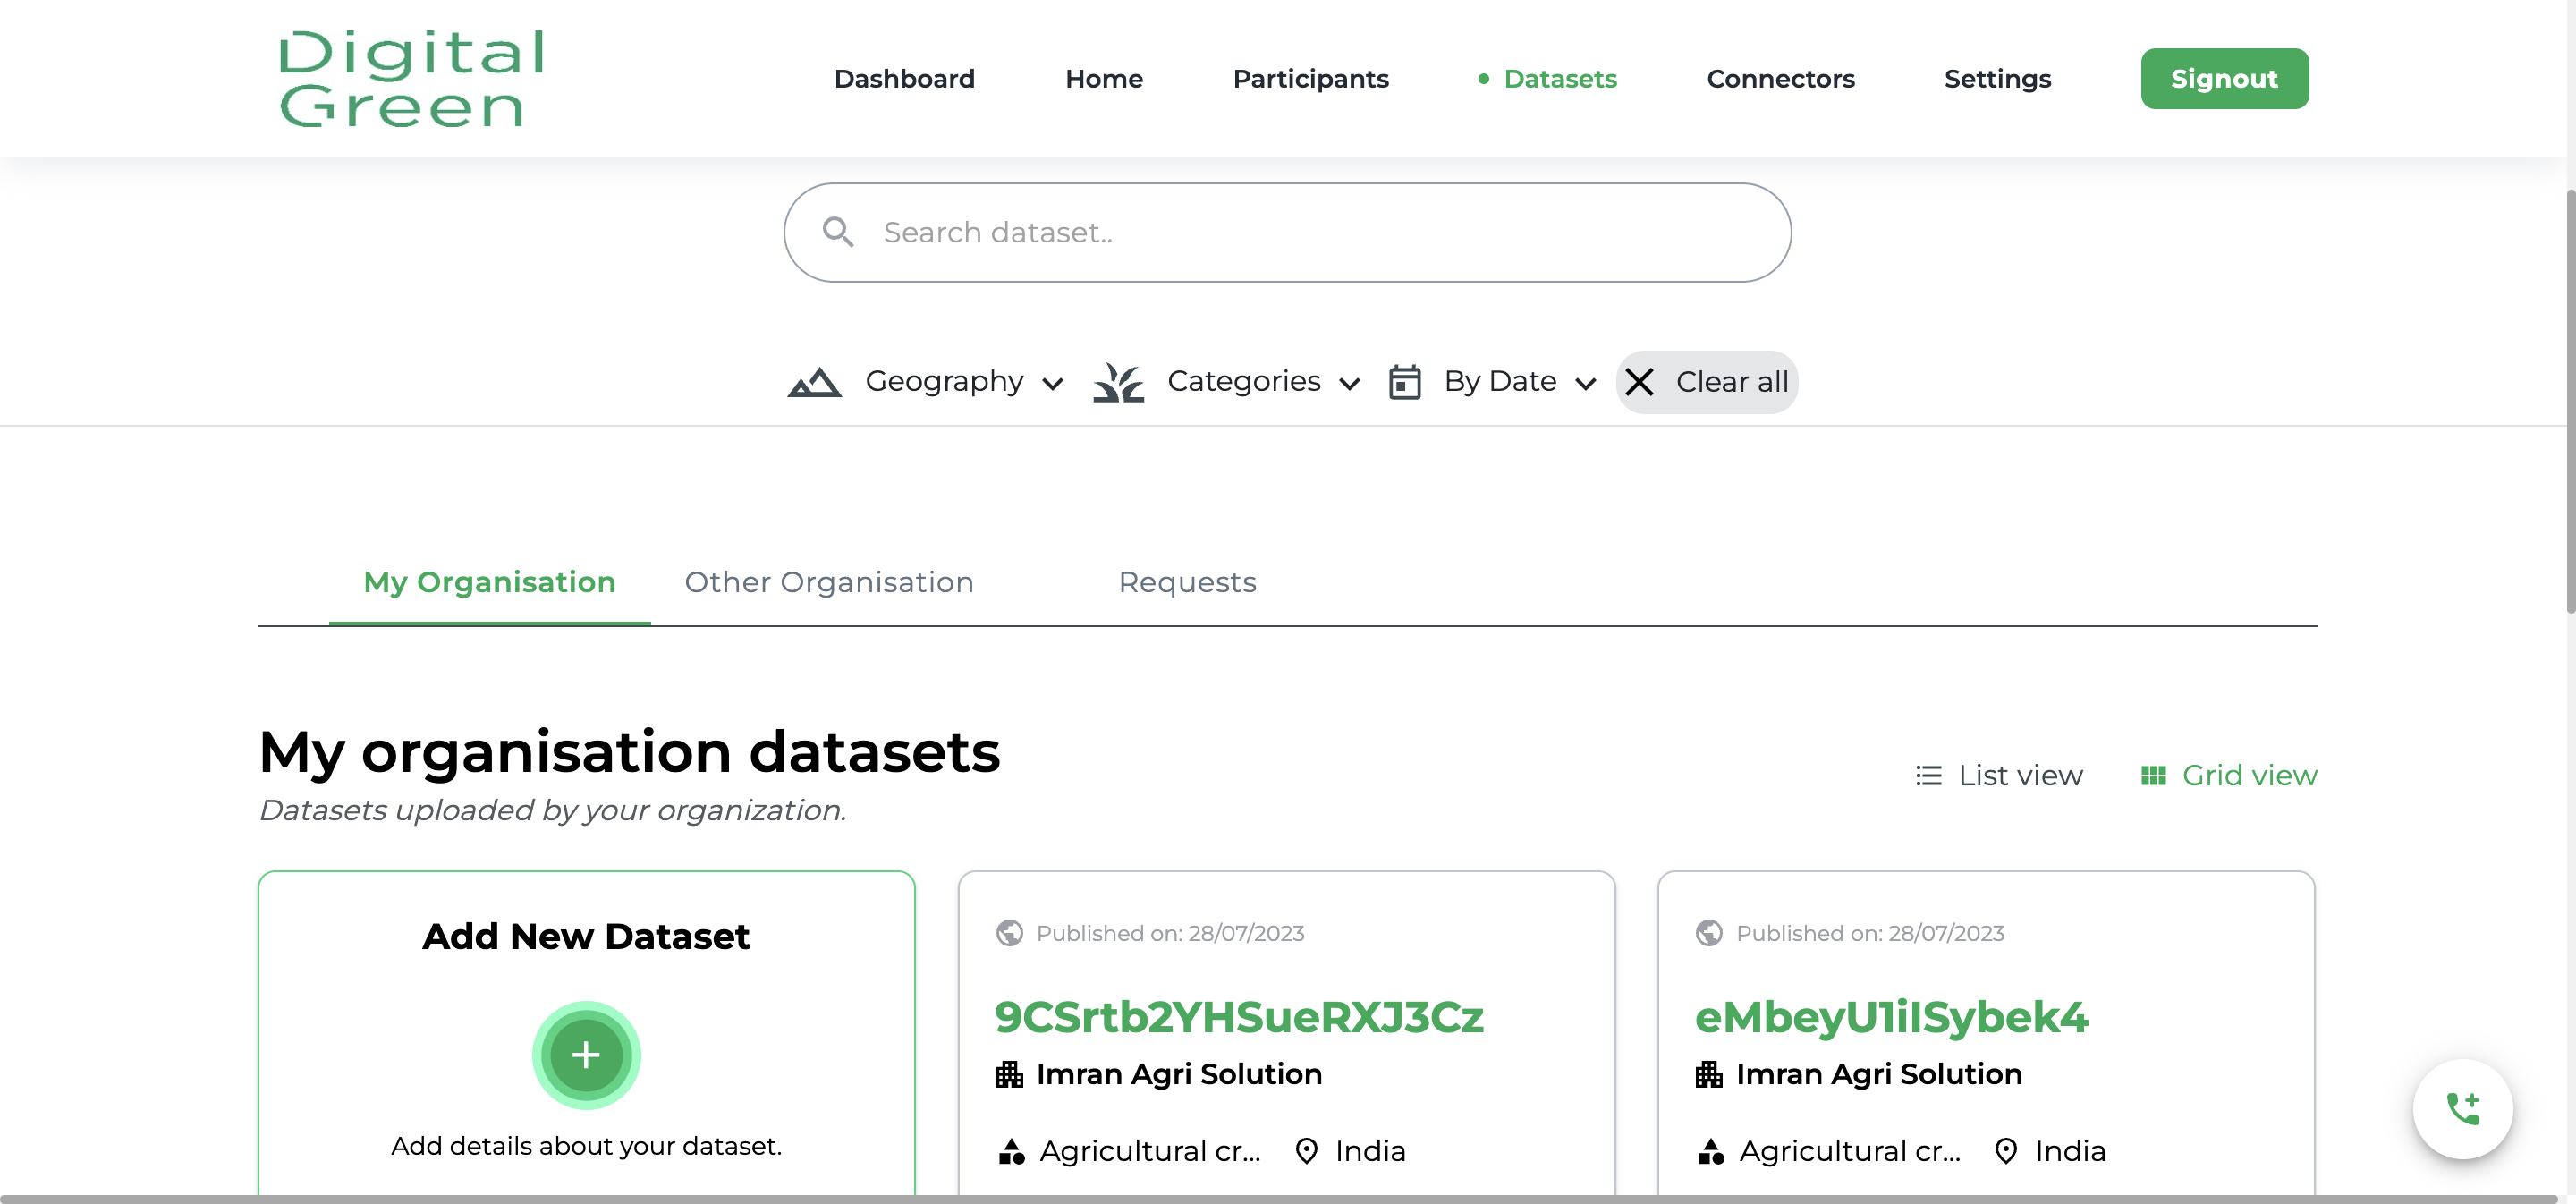 Digital
Green
Dashboard Home Participants Datasets Connectors Settings Signout
Search dataset..
Geography Categories By Date Clear all
My Organisation Other Organisation Requests
My organisation datasets
Datasets uploaded by your organization.
List view Grid view
Add New Dataset
Add details about your dataset.
Published on: 28/07/2023
9CSrtb2YHSueRXJ3Cz
Imran Agri Solution
Agricultural cr... India
Published on: 28/07/2023
eMbeyU1iISybek4
Imran Agri Solution
Agricultural cr... India